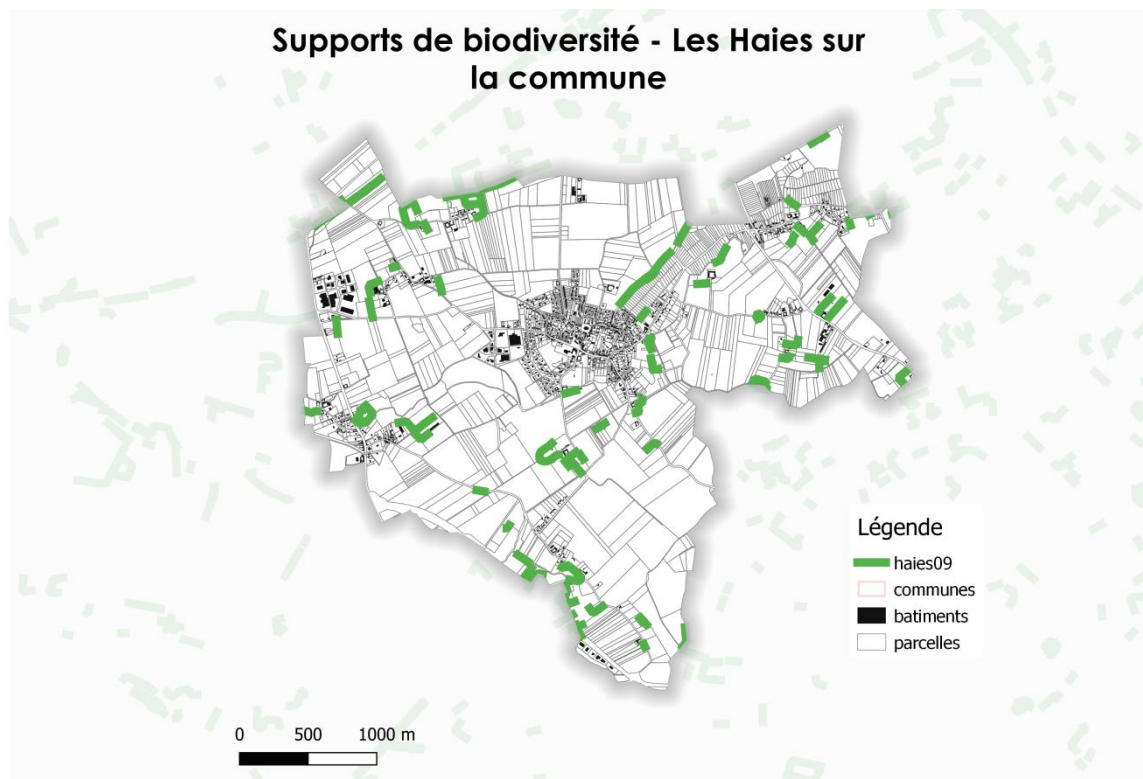 Supports de biodiversité - Les Haies sur
la commune
Légende
haies09
communes
batiments
parcelles
0 500 1000 m